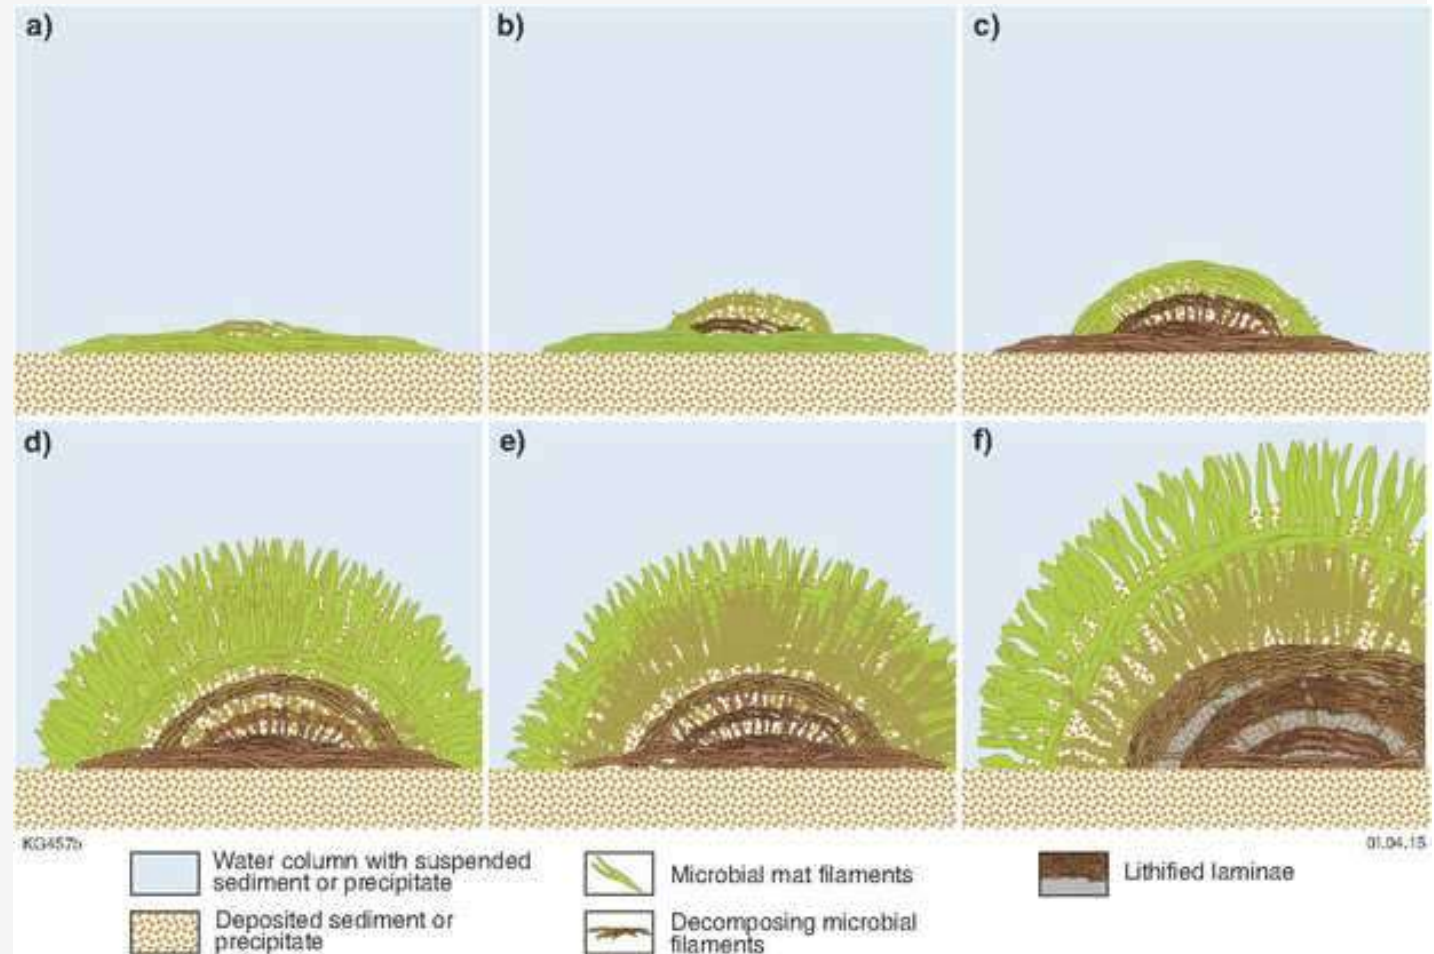 a)
b)
c)
d)
e)
f)
KG457b
01.04.15
Water column with suspended
sediment or precipitate
Microbial mat filaments
Lithified laminae
Deposited sediment or
precipitate
Decomposing microbial
filaments